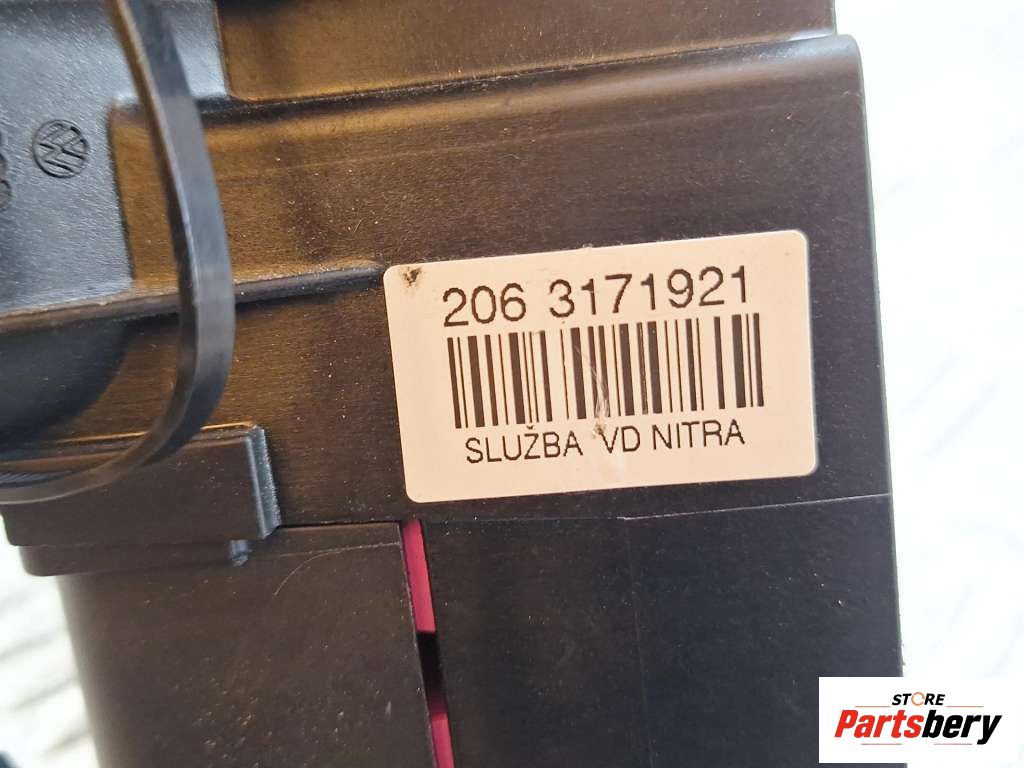 206 3171921
SLUŽBA VD NITRA
STORE
Partsbery